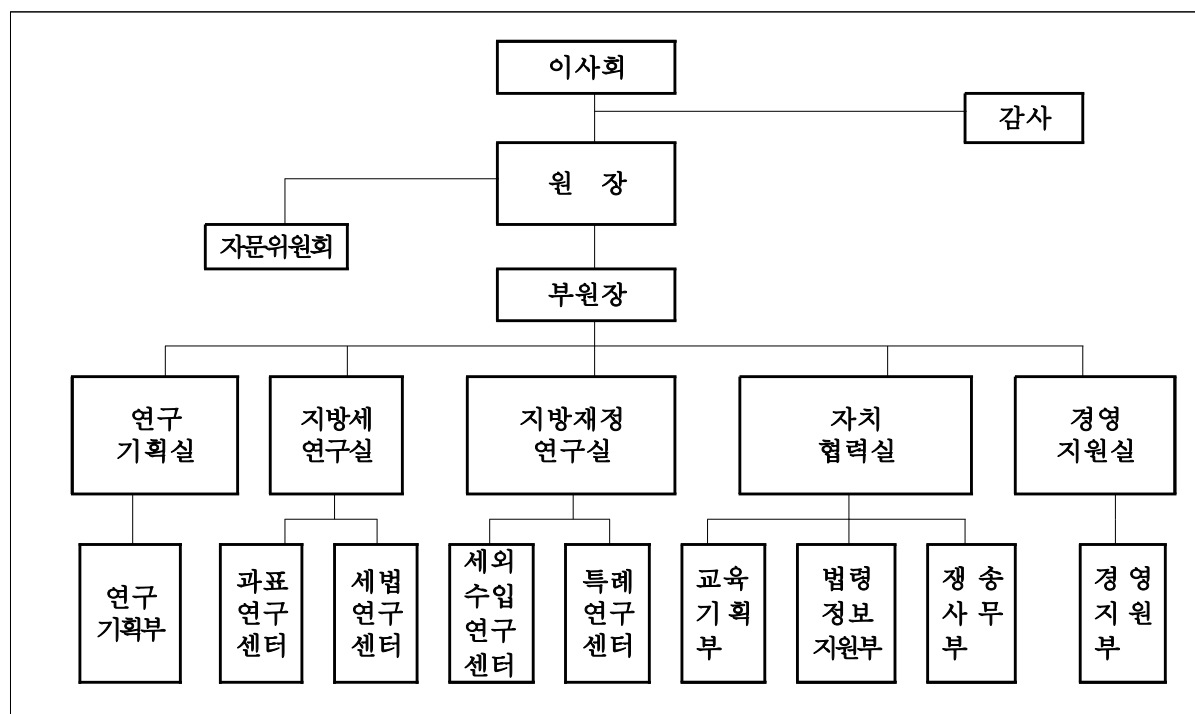 이사회
감사
원 장
자문위원회
부원장
연구
기획실
지방세
연구실
지방재정
연구실
자치
협력실
경영
지원실
연구
기획부
과표
연구
센터
세법
연구
센터
세외
수입
연구
센터
특례
연구
센터
교육
기획
부
법령
정보
지원부
쟁 송
사 무
부
경 영
지 원
부